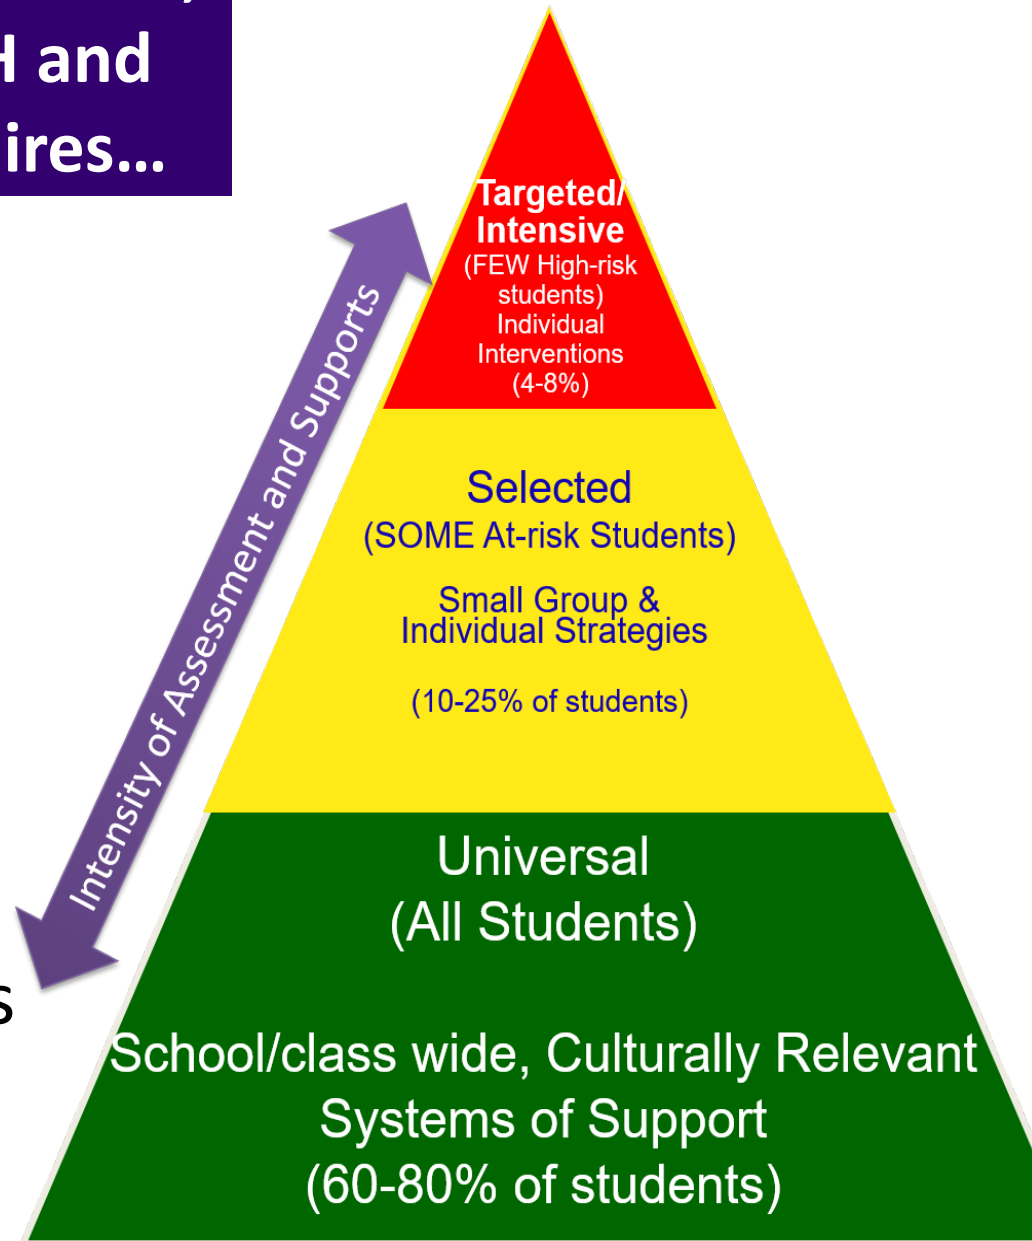 H and
ires…
Targeted/
Intensive
(FEW High-risk
students)
Individual
Interventions
(4-8%)
Intensity of Assessment and Supports
Selected
(SOME At-risk Students)
Small Group &
Individual Strategies
(10-25% of students)
Universal
(All Students)
s
School/class wide, Culturally Relevant
Systems of Support
(60-80% of students)